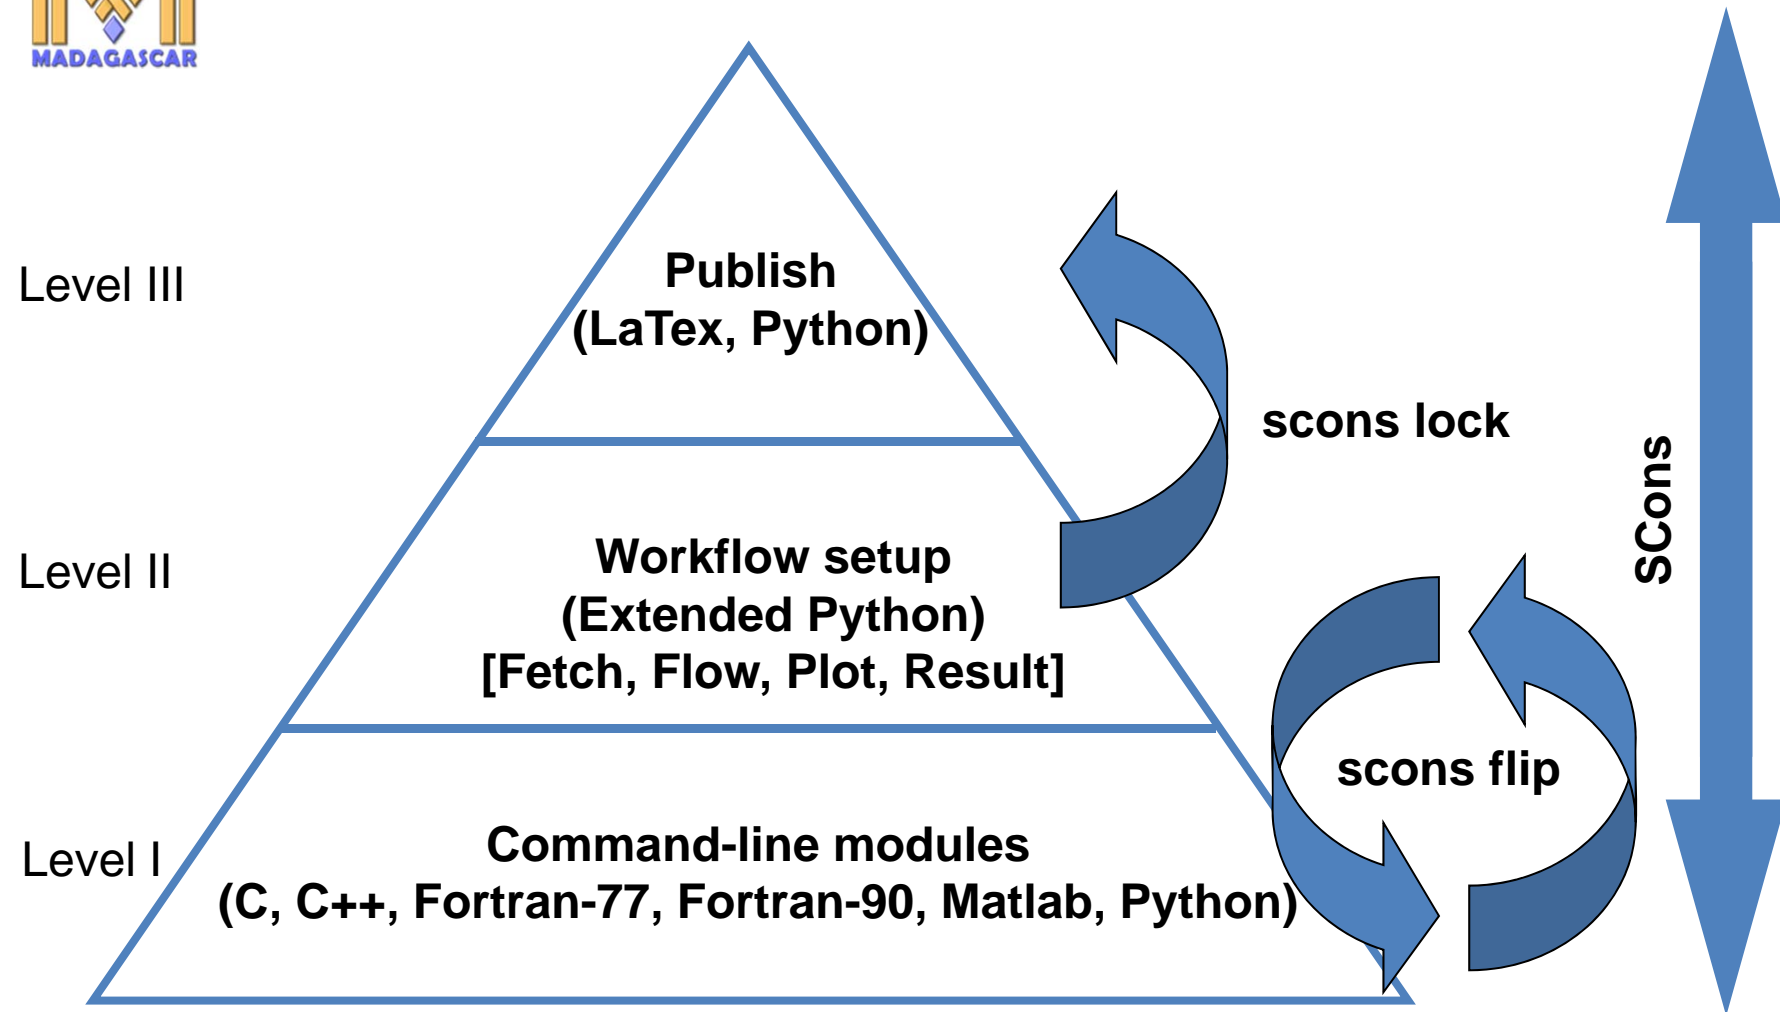 MADAGASCAR
Level III
Publish
(LaTex, Python)
scons lock
SCons
Level II
Workflow setup
(Extended Python)
[Fetch, Flow, Plot, Result]
scons flip
Level I
Command-line modules
(C, C++, Fortran-77, Fortran-90, Matlab, Python)